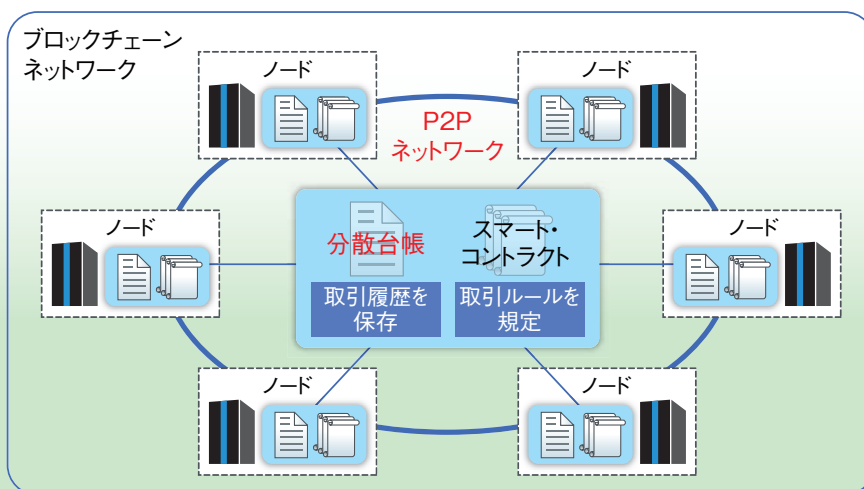 ブロックチェーン
ネットワーク
ノード
ノード
P2P
ネットワーク
ノード
ノード
分散台帳
スマート・
コントラクト
取引履歴を
保存
取引ルールを
規定
ノード
ノード